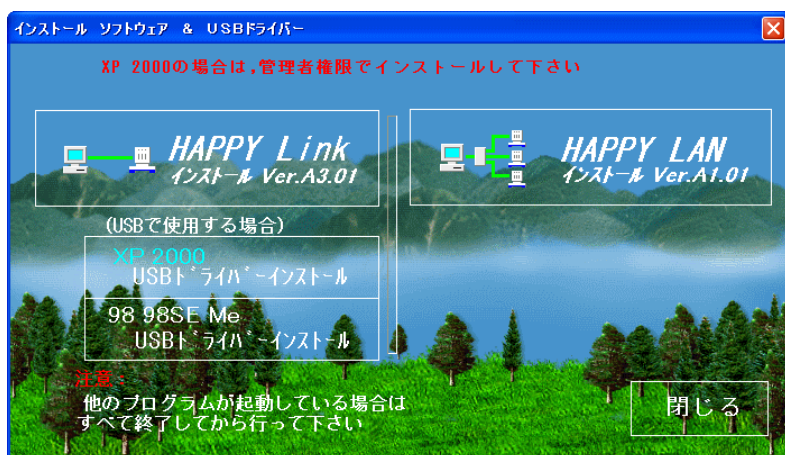 インストール ソフトウェア & USBドライバー
XP 2000の場合は,管理者権限でインストールして下さい
HAPPY Link
インストール Ver.A3.01
HAPPY LAN
インストール Ver.A1.01
(USBで使用する場合)
XP 2000
USBドライバーインストール
98 98SE Me
USBドライバーインストール
注意:
他のプログラムが起動している場合は
すべて終了してから行って下さい
閉じる